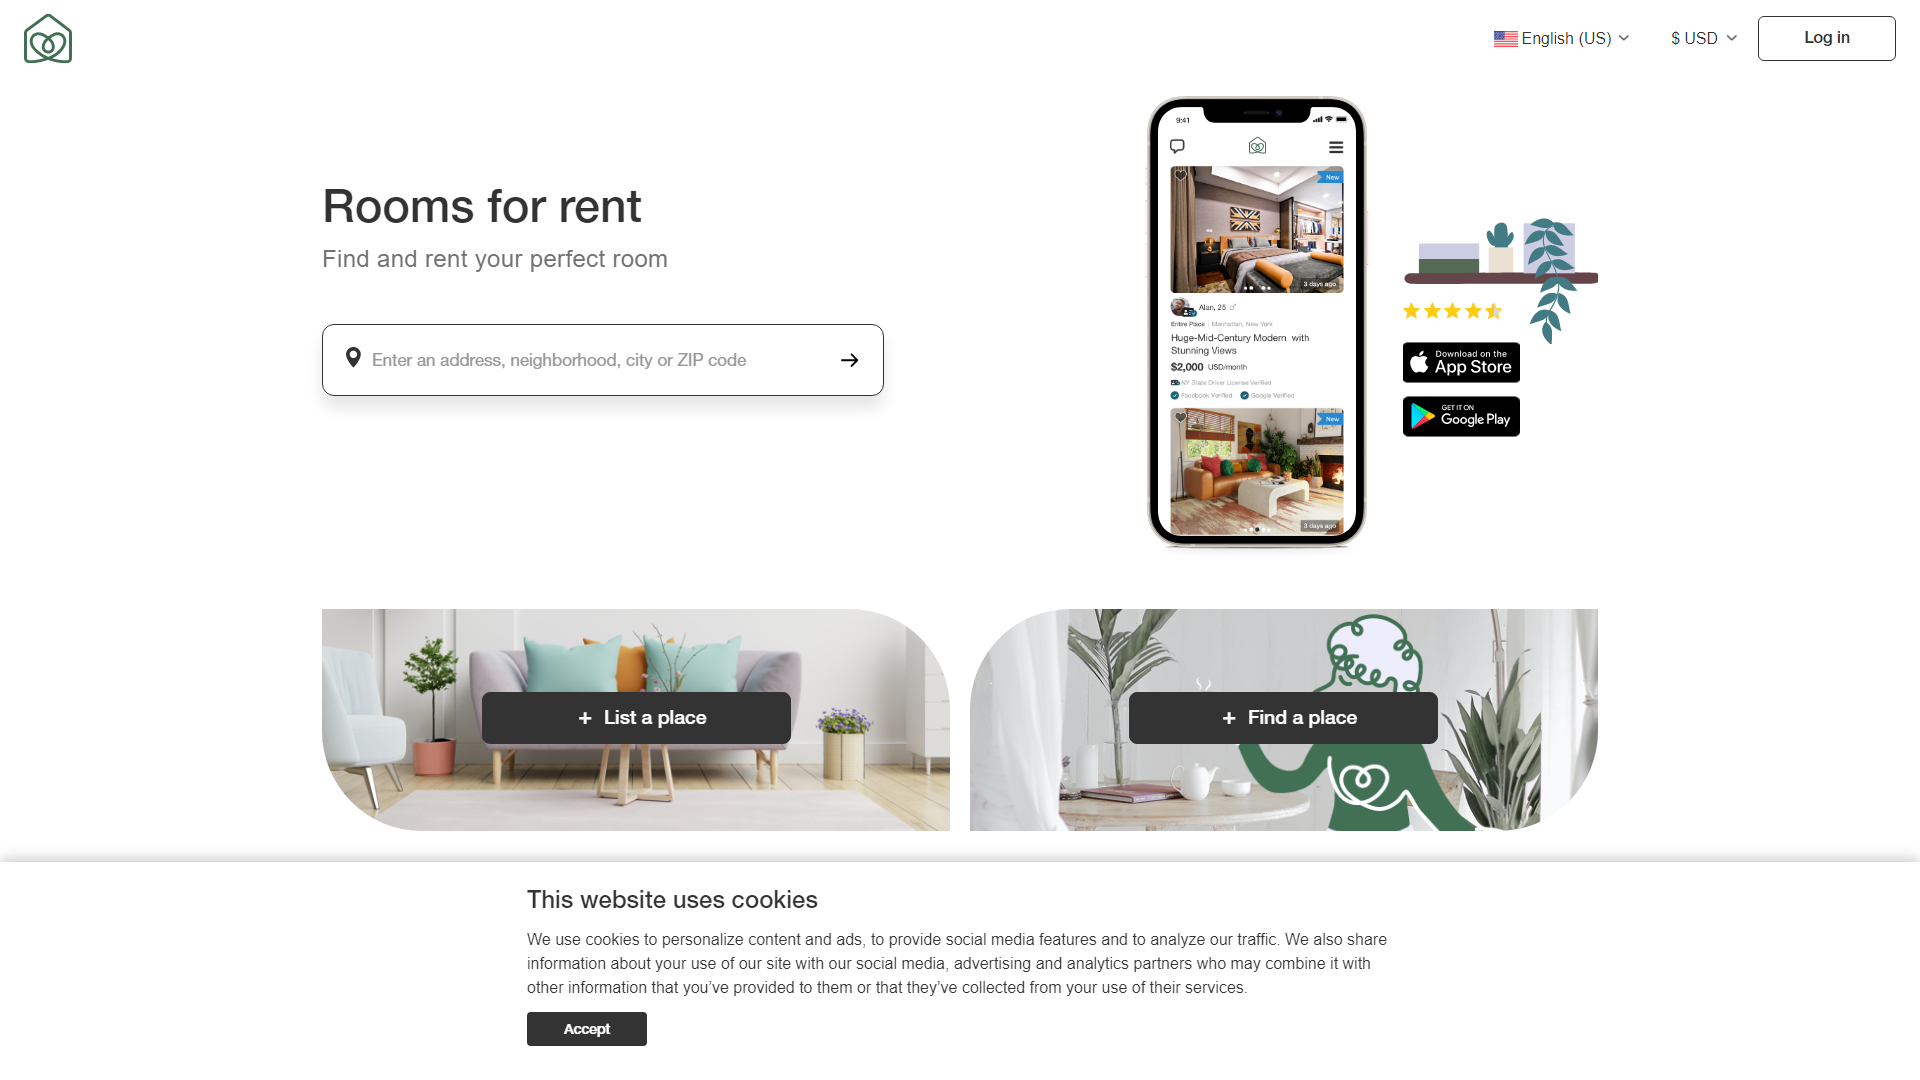 English (US)
$ USD
Log in
Rooms for rent
Find and rent your perfect room
Enter an address, neighborhood, city or ZIP code
9:41
New
3 days ago
Alan, 25
Entire Place | Manhattan, New York
Huge-Mid-Century Modern with
Stunning Views
$2,000 USD/month
NY State Driver License Verified
Facebook Verified Google Verified
New
3 days ago
Download on the
App Store
GET IT ON
Google Play
+ List a place
+ Find a place
This website uses cookies
We use cookies to personalize content and ads, to provide social media features and to analyze our traffic. We also share
information about your use of our site with our social media, advertising and analytics partners who may combine it with
other information that you’ve provided to them or that they’ve collected from your use of their services.
Accept